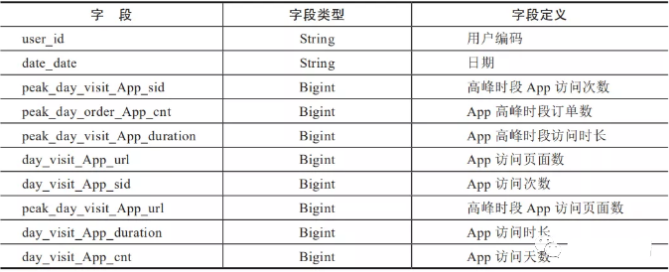 字 段 字段类型 字段定义
user_id String 用户编码
date_date String 日期
peak_day_visit_App_sid Bigint 高峰时段 App 访问次数
peak_day_order_App_cnt Bigint App 高峰时段订单数
peak_day_visit_App_duration Bigint App 高峰时段访问时长
day_visit_App_url Bigint App 访问页面数
day_visit_App_sid Bigint App 访问次数
peak_day_visit_App_url Bigint 高峰时段 App 访问页面数
day_visit_App_duration Bigint App 访问时长
day_visit_App_cnt Bigint App 访问天数